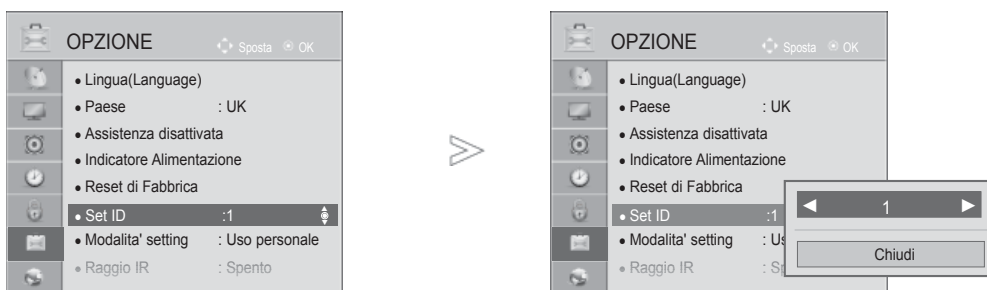 OPZIONE Sposta OK
• Lingua(Language)
• Paese : UK
• Assistenza disattivata
• Indicatore Alimentazione
• Reset di Fabbrica
• Set ID :1
• Modalita' setting : Uso personale
• Raggio IR : Spento
OPZIONE Sposta OK
• Lingua(Language)
• Paese : UK
• Assistenza disattivata
• Indicatore Alimentazione
• Reset di Fabbrica
• Set ID :1
• Modalita' setting : Us
• Raggio IR : Sp
◄ 1 ►
Chiudi